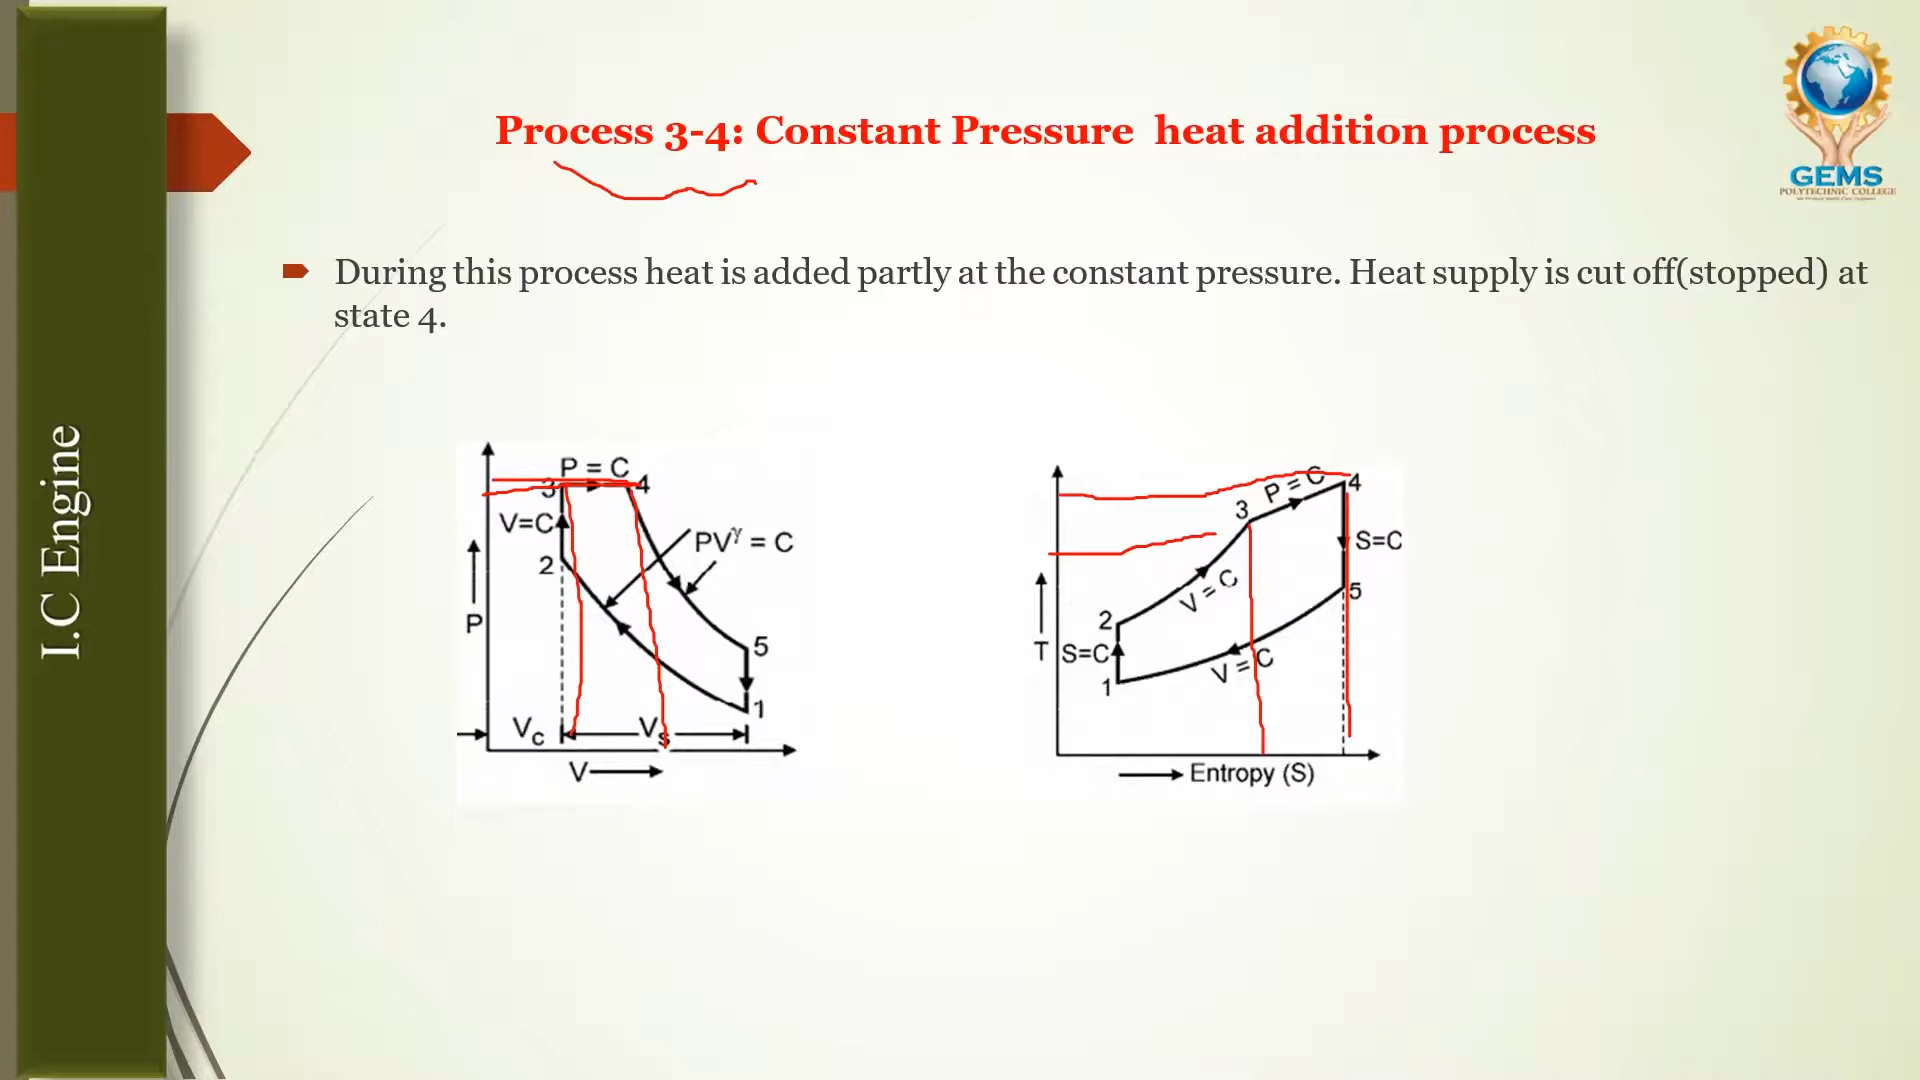 Process 3-4: Constant Pressure heat addition process
GEMS
POLYTECHNIC COLLEGE
During this process heat is added partly at the constant pressure. Heat supply is cut off(stopped) at
state 4.
I.C Engine
P = C
3
4
V=C
PVᵞ = C
2
P
5
1
Vc
Vs
V
P = C
4
3
S=C
V = C
5
2
T
S=C
V = C
1
Entropy (S)